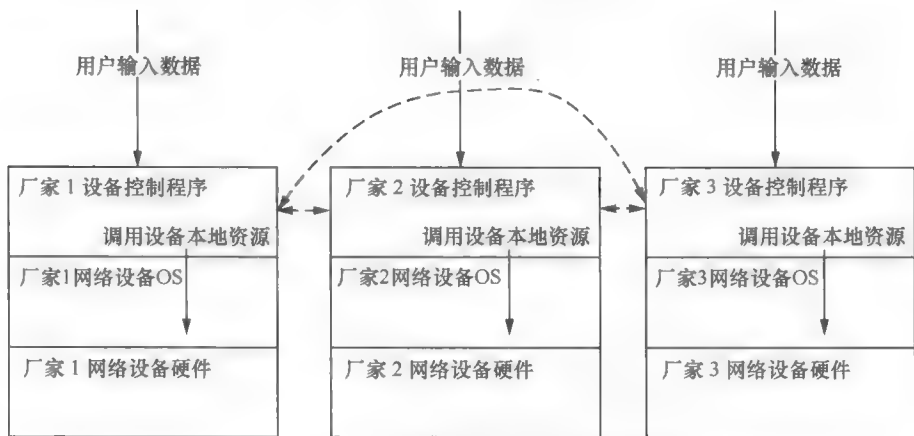 用户输入数据
用户输入数据
用户输入数据
厂家 1 设备控制程序
厂家 2 设备控制程序
厂家 3 设备控制程序
调用设备本地资源
调用设备本地资源
调用设备本地资源
厂家1网络设备OS
厂家2网络设备OS
厂家3网络设备OS
厂家 1 网络设备硬件
厂家 2 网络设备硬件
厂家 3 网络设备硬件